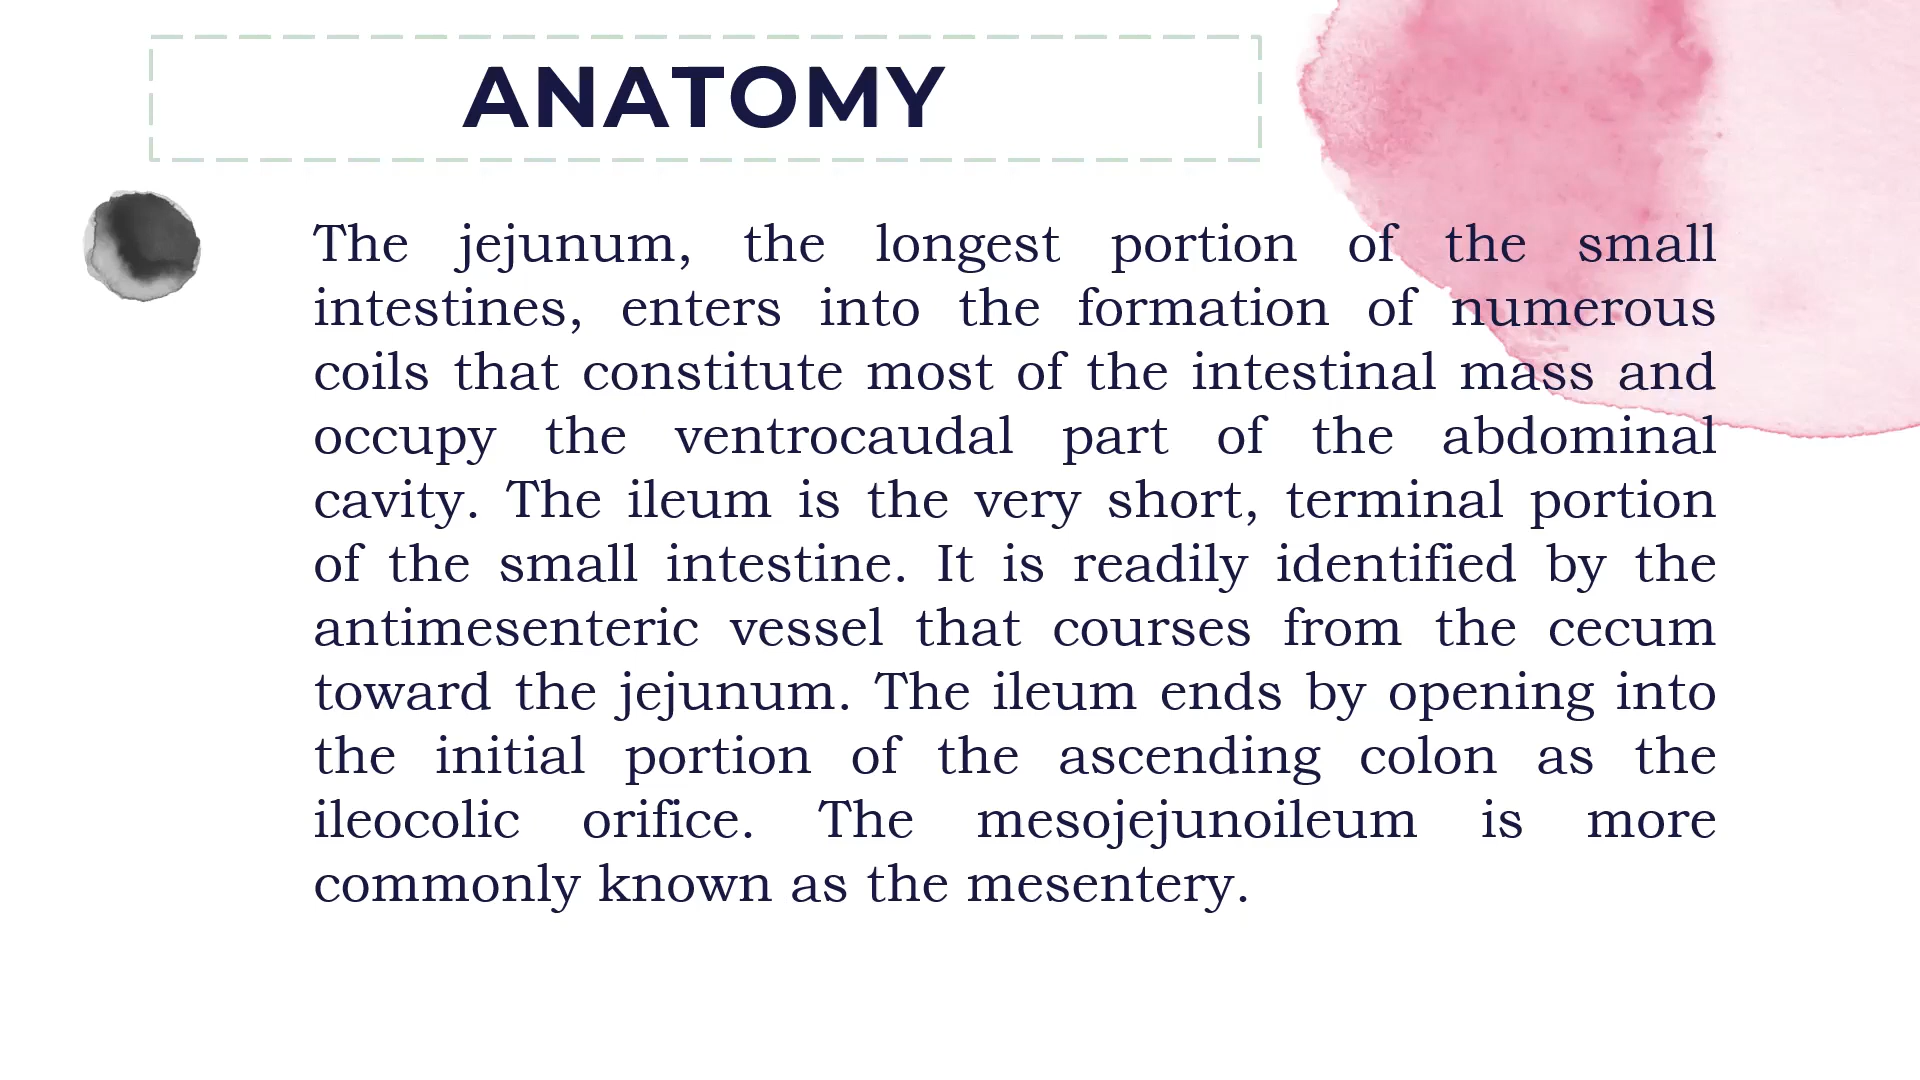 ANATOMY
The jejunum, the longest portion of the small
intestines, enters into the formation of numerous
coils that constitute most of the intestinal mass and
occupy the ventrocaudal part of the abdominal
cavity. The ileum is the very short, terminal portion
of the small intestine. It is readily identified by the
antimesenteric vessel that courses from the cecum
toward the jejunum. The ileum ends by opening into
the initial portion of the ascending colon as the
ileocolic orifice. The mesojejunoileum is more
commonly known as the mesentery.